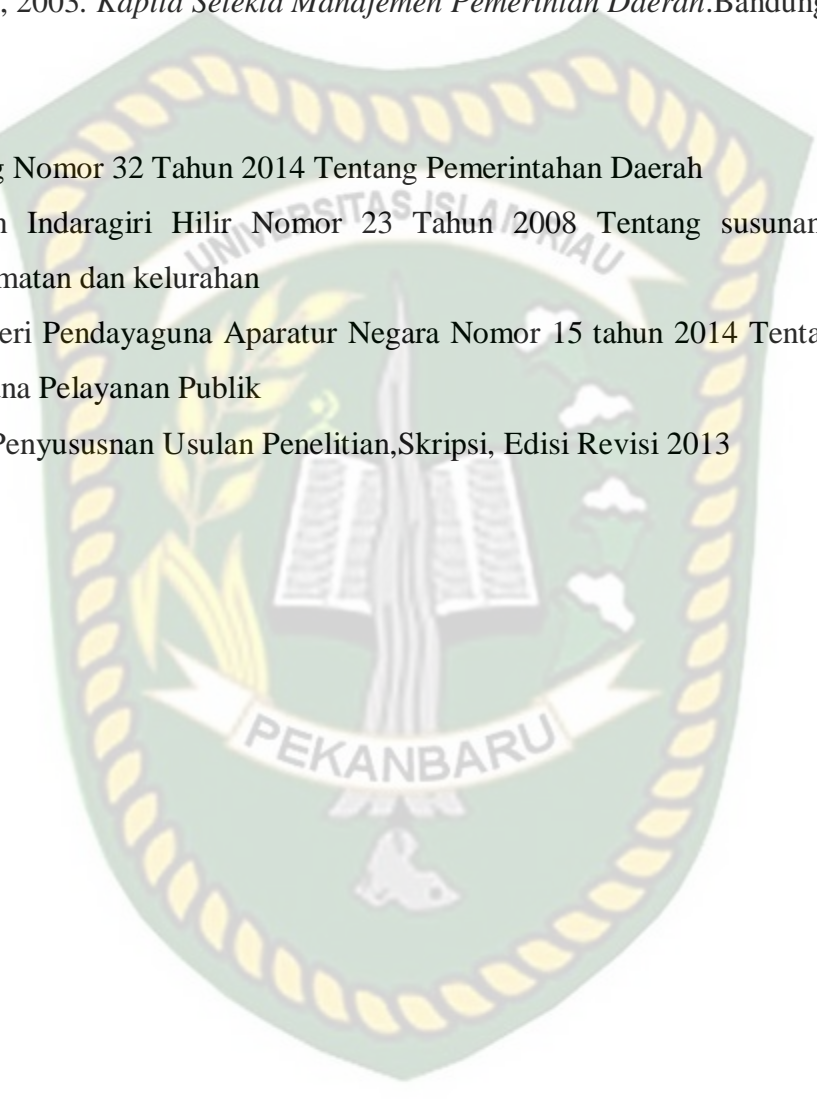 , 2003. Kapita Selekta Manajemen Pemerintah Daerah.Bandung
g Nomor 32 Tahun 2014 Tentang Pemerintahan Daerah
n Indaragiri Hilir Nomor 23 Tahun 2008 Tentang susunan
matan dan kelurahan
eri Pendayaguna Aparatur Negara Nomor 15 tahun 2014 Tenta
na Pelayanan Publik
Penyususnan Usulan Penelitian,Skripsi, Edisi Revisi 2013
UNIVERSITAS ISLAM RIAU
PEKANBARU